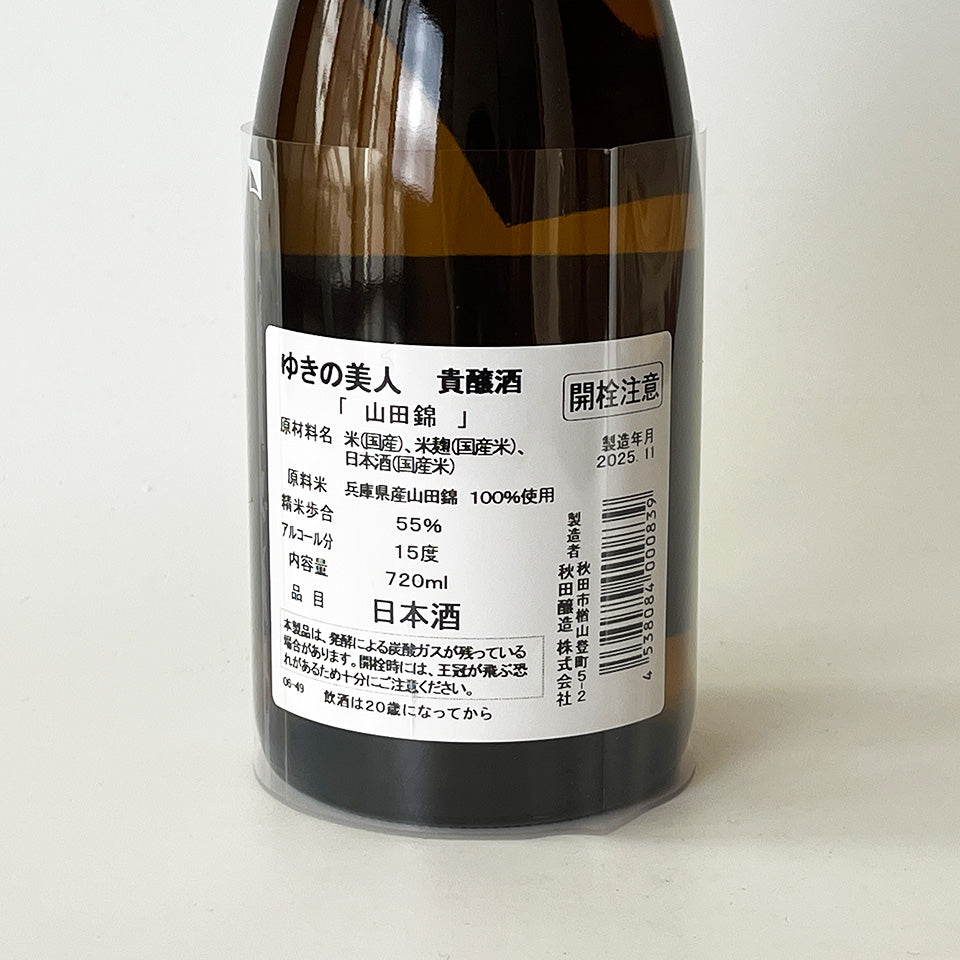 ゆきの美人 貴醸酒
「 山田錦 」
開栓注意
原材料名 米(国産)、米麹(国産米)、
日本酒(国産米)
製造年月
2025.11
原料米 兵庫県産山田錦 100%使用
精米歩合 55%
アルコール分 15度
内容量 720ml
品目 日本酒
本製品は、発酵による炭酸ガスが残っている
場合があります。開栓時には、王冠が飛ぶ恐
れがあるため十分にご注意ください。
06-49
飲酒は20歳になってから
製造者 秋田市楢山登町5-2
秋田醸造 株式会社
4 538084 000839